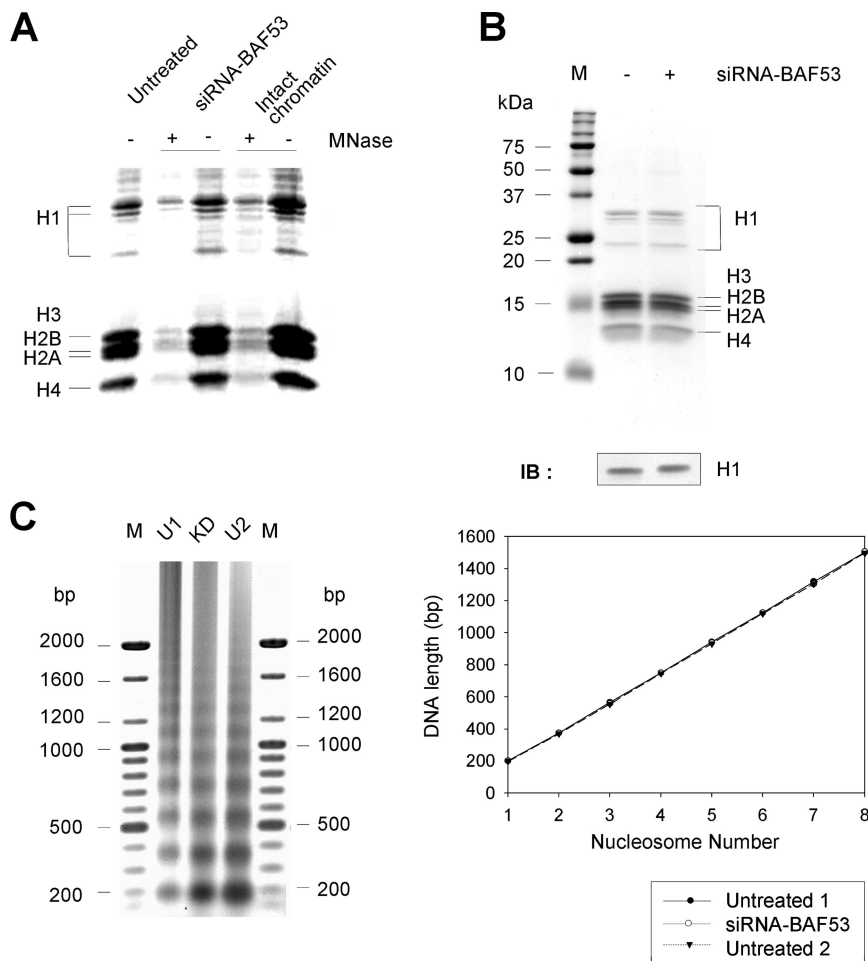 A
Untreated
siRNA-BAF53
Intact
chromatin
- + - + - MNase
H1
H3
H2B
H2A
H4
B
M - + siRNA-BAF53
kDa
75
50
37
25
20
15
10
H1
H3
H2B
H2A
H4
IB : H1
C
M U1 KD U2 M
bp bp
2000 2000
1600 1600
1200 1200
1000 1000
500 500
200 200
DNA length (bp)
1600
1400
1200
1000
800
600
400
200
0
1 2 3 4 5 6 7 8
Nucleosome Number
Untreated 1
siRNA-BAF53
Untreated 2